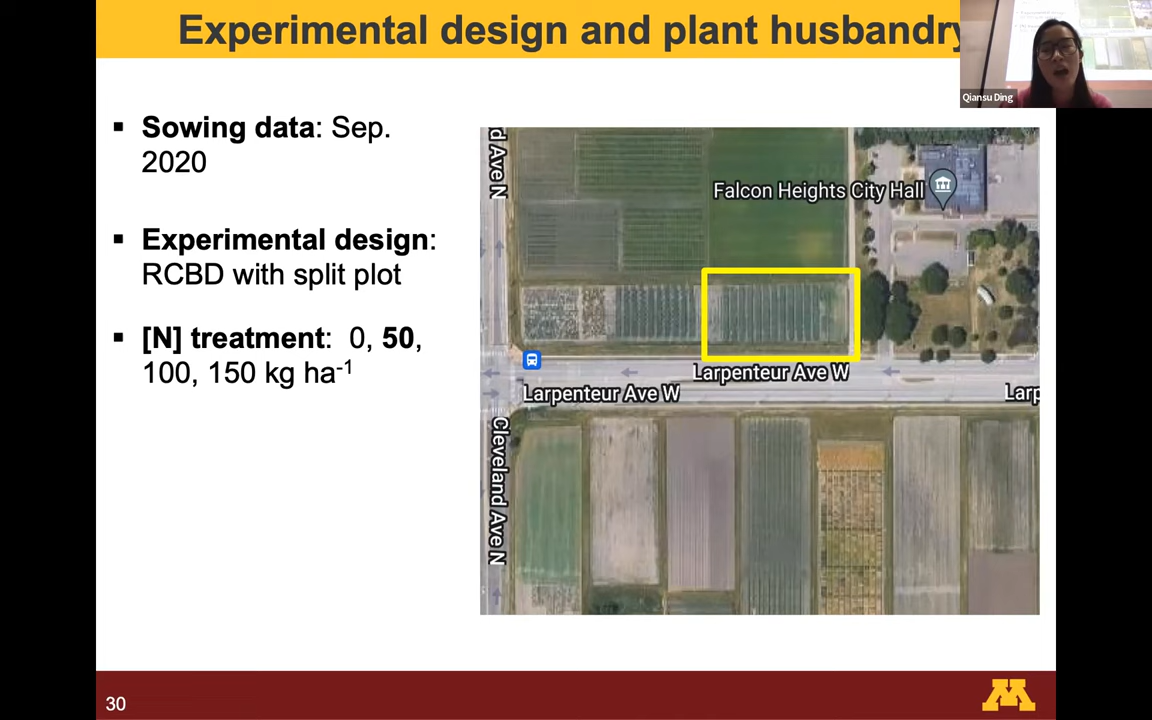 Experimental design and plant husbandry
Qiansu Ding
▪ Sowing data: Sep.
2020
▪ Experimental design:
RCBD with split plot
▪ [N] treatment: 0, 50,
100, 150 kg ha⁻¹
d Ave N
Falcon Heights City Hall
Larpenteur Ave W
Larpenteur Ave W
Larp
Cleveland Ave N
30
M